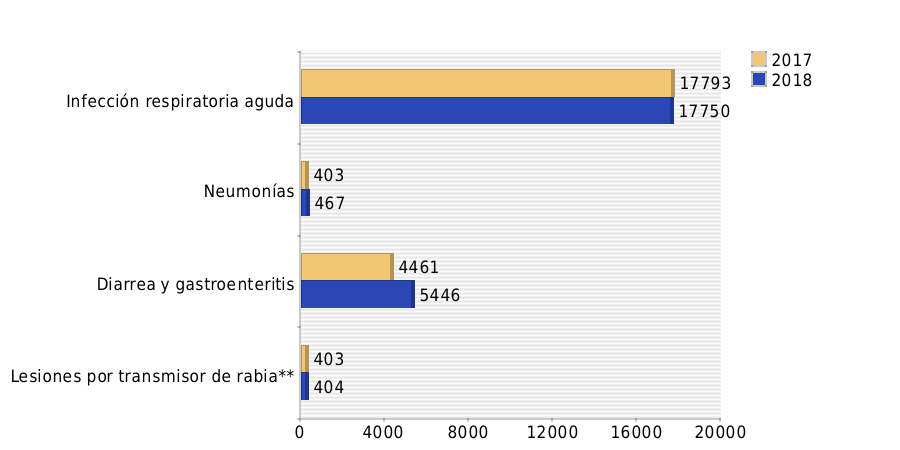 2017
2018
Infección respiratoria aguda
17793
17750
Neumonías
403
467
Diarrea y gastroenteritis
4461
5446
Lesiones por transmisor de rabia**
403
404
0 4000 8000 12000 16000 20000